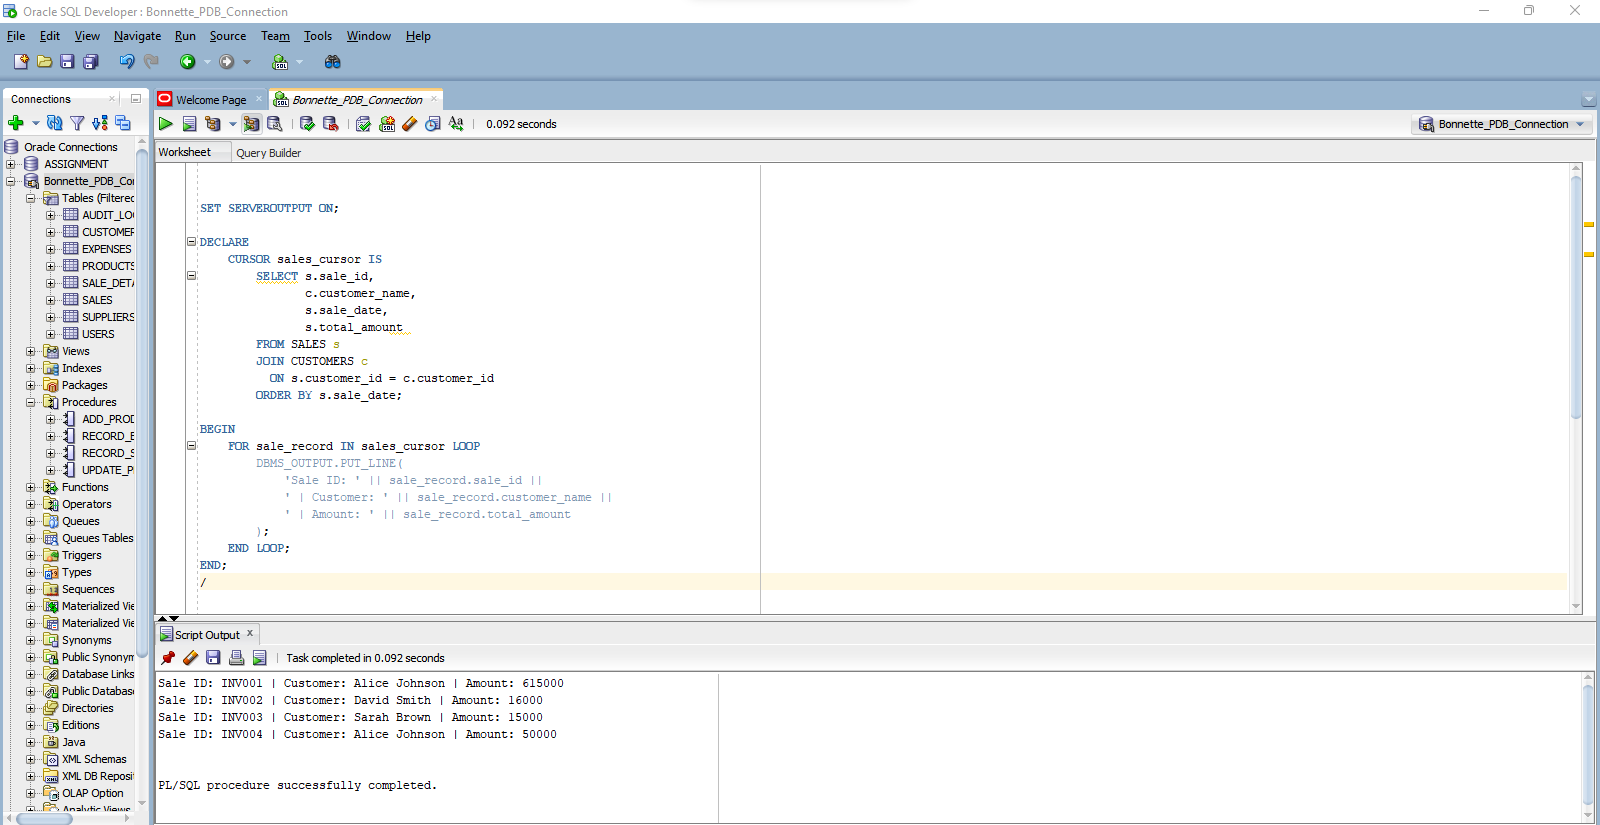 Oracle SQL Developer : Bonnette_PDB_Connection
File Edit View Navigate Run Source Team Tools Window Help
Connections
Oracle Connections
ASSIGNMENT
Bonnette_PDB_Co
Tables (Filtered
AUDIT_LO
CUSTOMER
EXPENSES
PRODUCTS
SALE_DETA
SALES
SUPPLIERS
USERS
Views
Indexes
Packages
Procedures
ADD_PROD
RECORD_E
RECORD_S
UPDATE_P
Functions
Operators
Queues
Queues Tables
Triggers
Types
Sequences
Materialized Vie
Materialized Vie
Synonyms
Public Synonym
Database Links
Public Database
Directories
Editions
Java
XML Schemas
XML DB Reposi
OLAP Option
Analytic Views
Welcome Page
Bonnette_PDB_Connection
0.092 seconds
Bonnette_PDB_Connection
Worksheet Query Builder
SET SERVEROUTPUT ON;
DECLARE
CURSOR sales_cursor IS
SELECT s.sale_id,
c.customer_name,
s.sale_date,
s.total_amount
FROM SALES s
JOIN CUSTOMERS c
ON s.customer_id = c.customer_id
ORDER BY s.sale_date;
BEGIN
FOR sale_record IN sales_cursor LOOP
DBMS_OUTPUT.PUT_LINE(
'Sale ID: ' || sale_record.sale_id ||
' | Customer: ' || sale_record.customer_name ||
' | Amount: ' || sale_record.total_amount
);
END LOOP;
END;
/
Script Output
Task completed in 0.092 seconds
Sale ID: INV001 | Customer: Alice Johnson | Amount: 615000
Sale ID: INV002 | Customer: David Smith | Amount: 16000
Sale ID: INV003 | Customer: Sarah Brown | Amount: 15000
Sale ID: INV004 | Customer: Alice Johnson | Amount: 50000
PL/SQL procedure successfully completed.